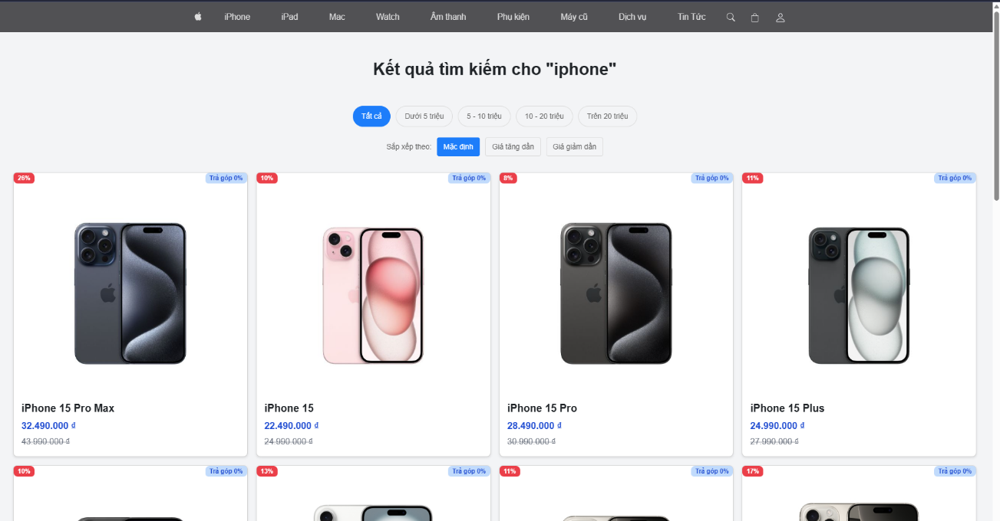 iPhone iPad Mac Watch Âm thanh Phụ kiện Máy cũ Dịch vụ Tin Tức
Kết quả tìm kiếm cho "iphone"
Tất cả Dưới 5 triệu 5 - 10 triệu 10 - 20 triệu Trên 20 triệu
Sắp xếp theo: Mặc định Giá tăng dần Giá giảm dần
26% Trả góp 0% 10% Trả góp 0% 8% Trả góp 0% 11% Trả góp 0%
iPhone 15 Pro Max iPhone 15 iPhone 15 Pro iPhone 15 Plus
32.490.000 ₫ 22.490.000 ₫ 28.490.000 ₫ 24.990.000 ₫
43.990.000 ₫ 24.990.000 ₫ 30.990.000 ₫ 27.990.000 ₫
10% Trả góp 0% 13% Trả góp 0% 11% Trả góp 0% 17% Trả góp 0%